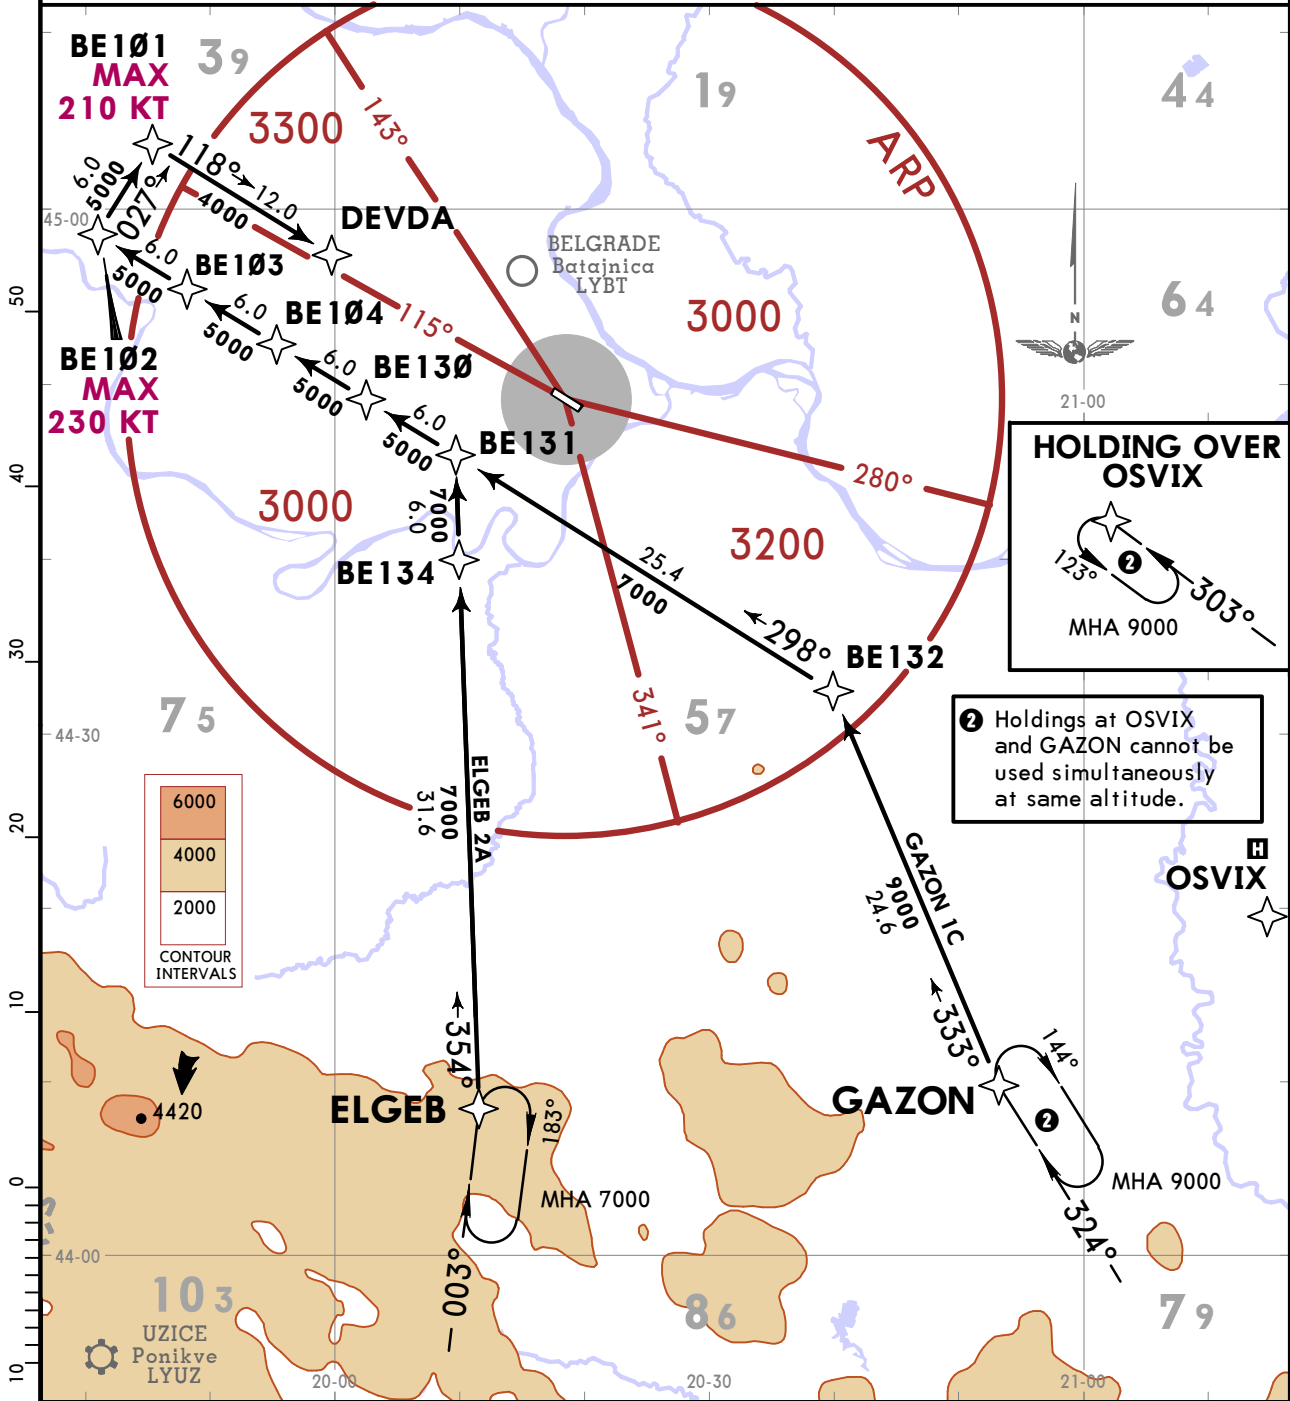 BE1Ø1
MAX
210 KT
39
3300
143°
19
ARP
44
6.0
5000
027°
118°
12.0
4000
45-00
DEVDA
BELGRADE
Batajnica
LYBT
6.0
5000
BE1Ø3
6.0
5000
BE1Ø4
115°
3000
64
N
50
BE1Ø2
MAX
230 KT
6.0
5000
BE13Ø
6.0
5000
BE131
21-00
HOLDING OVER
OSVIX
123°
2
303°
MHA 9000
40
3000
7000
6.0
BE134
280°
3200
25.4
7000
298°
BE132
30
75
44-30
341°
57
2 Holdings at OSVIX
and GAZON cannot be
used simultaneously
at same altitude.
6000
4000
2000
CONTOUR
INTERVALS
ELGEB 2A
7000
31.6
20
GAZON 1C
9000
24.6
H
OSVIX
10
354°
333°
144°
4420
ELGEB
183°
GAZON
2
MHA 7000
MHA 9000
0
003°
324°
44-00
103
86
79
UZICE
Ponikve
LYUZ
10
20-00
20-30
21-00